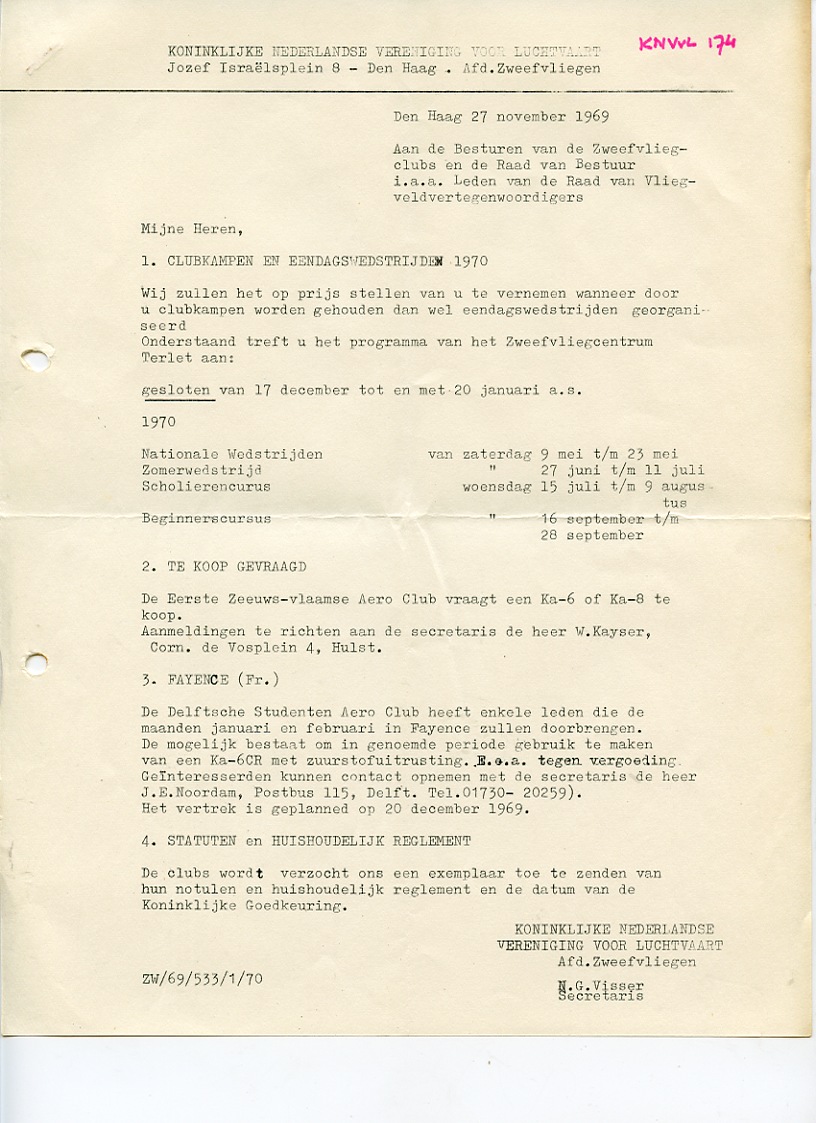 KNVvL 174
KONINKLIJKE NEDERLANDSE VERENIGING VOOR LUCHTVAART
Jozef Israëlsplein 8 - Den Haag . Afd.Zweefvliegen
Den Haag 27 november 1969
Aan de Besturen van de Zweefvlieg-
clubs en de Raad van Bestuur
i.a.a. Leden van de Raad van Vlieg-
veldvertegenwoordigers
Mijne Heren,
1. CLUBKAMPEN EN EENDAGSWEDSTRIJDEN 1970
Wij zullen het op prijs stellen van u te vernemen wanneer door
u clubkampen worden gehouden dan wel eendagswedstrijden georgani-
seerd
Onderstaand treft u het programma van het Zweefvliegcentrum
Terlet aan:
gesloten van 17 december tot en met 20 januari a.s.
1970
Nationale Wedstrijden van zaterdag 9 mei t/m 23 mei
Zomerwedstrijd " 27 juni t/m 11 juli
Scholierencurus woensdag 15 juli t/m 9 augus-
tus
Beginnerscursus " 16 september t/m
28 september
2. TE KOOP GEVRAAGD
De Eerste Zeeuws-vlaamse Aero Club vraagt een Ka-6 of Ka-8 te
koop.
Aanmeldingen te richten aan de secretaris de heer W.Kayser,
Corn. de Vosplein 4, Hulst.
3. FAYENCE (Fr.)
De Delftsche Studenten Aero Club heeft enkele leden die de
maanden januari en februari in Fayence zullen doorbrengen.
De mogelijk bestaat om in genoemde periode gebruik te maken
van een Ka-6CR met zuurstofuitrusting. E.e.a. tegen vergoeding.
GeÏnteresserden kunnen contact opnemen met de secretaris de heer
J.E.Noordam, Postbus 115, Delft. Tel.01730- 20259).
Het vertrek is geplanned op 20 december 1969.
4. STATUTEN en HUISHOUDELIJK REGLEMENT
De clubs wordt verzocht ons een exemplaar toe te zenden van
hun notulen en huishoudelijk reglement en de datum van de
Koninklijke Goedkeuring.
KONINKLIJKE NEDERLANDSE
VERENIGING VOOR LUCHTVAART
Afd.Zweefvliegen
ZW/69/533/1/70
N.G.Visser
Secretaris